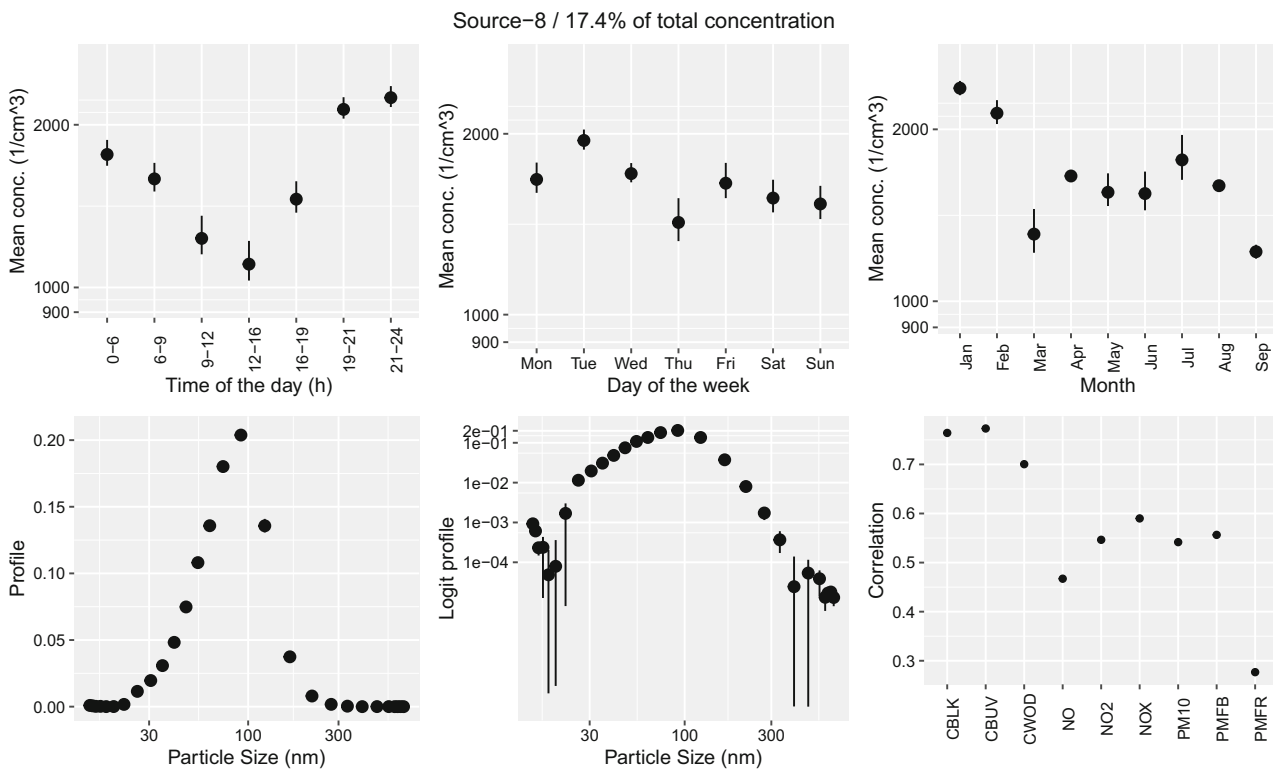 Source−8 / 17.4% of total concentration
Mean conc. (1/cm^3)
2000
1000
900
0−6
6−9
9−12
12−16
16−19
19−21
21−24
Time of the day (h)
Mean conc. (1/cm^3)
2000
1000
900
Mon Tue Wed Thu Fri Sat Sun
Day of the week
Mean conc. (1/cm^3)
2000
1000
900
Jan
Feb
Mar
Apr
May
Jun
Jul
Aug
Sep
Month
Profile
0.20
0.15
0.10
0.05
0.00
30 100 300
Particle Size (nm)
Logit profile
2e−01
1e−01
1e−02
1e−03
1e−04
30 100 300
Particle Size (nm)
Correlation
0.7
0.6
0.5
0.4
0.3
CBLK
CBUV
CWOD
NO
NO2
NOX
PM10
PMFB
PMFR